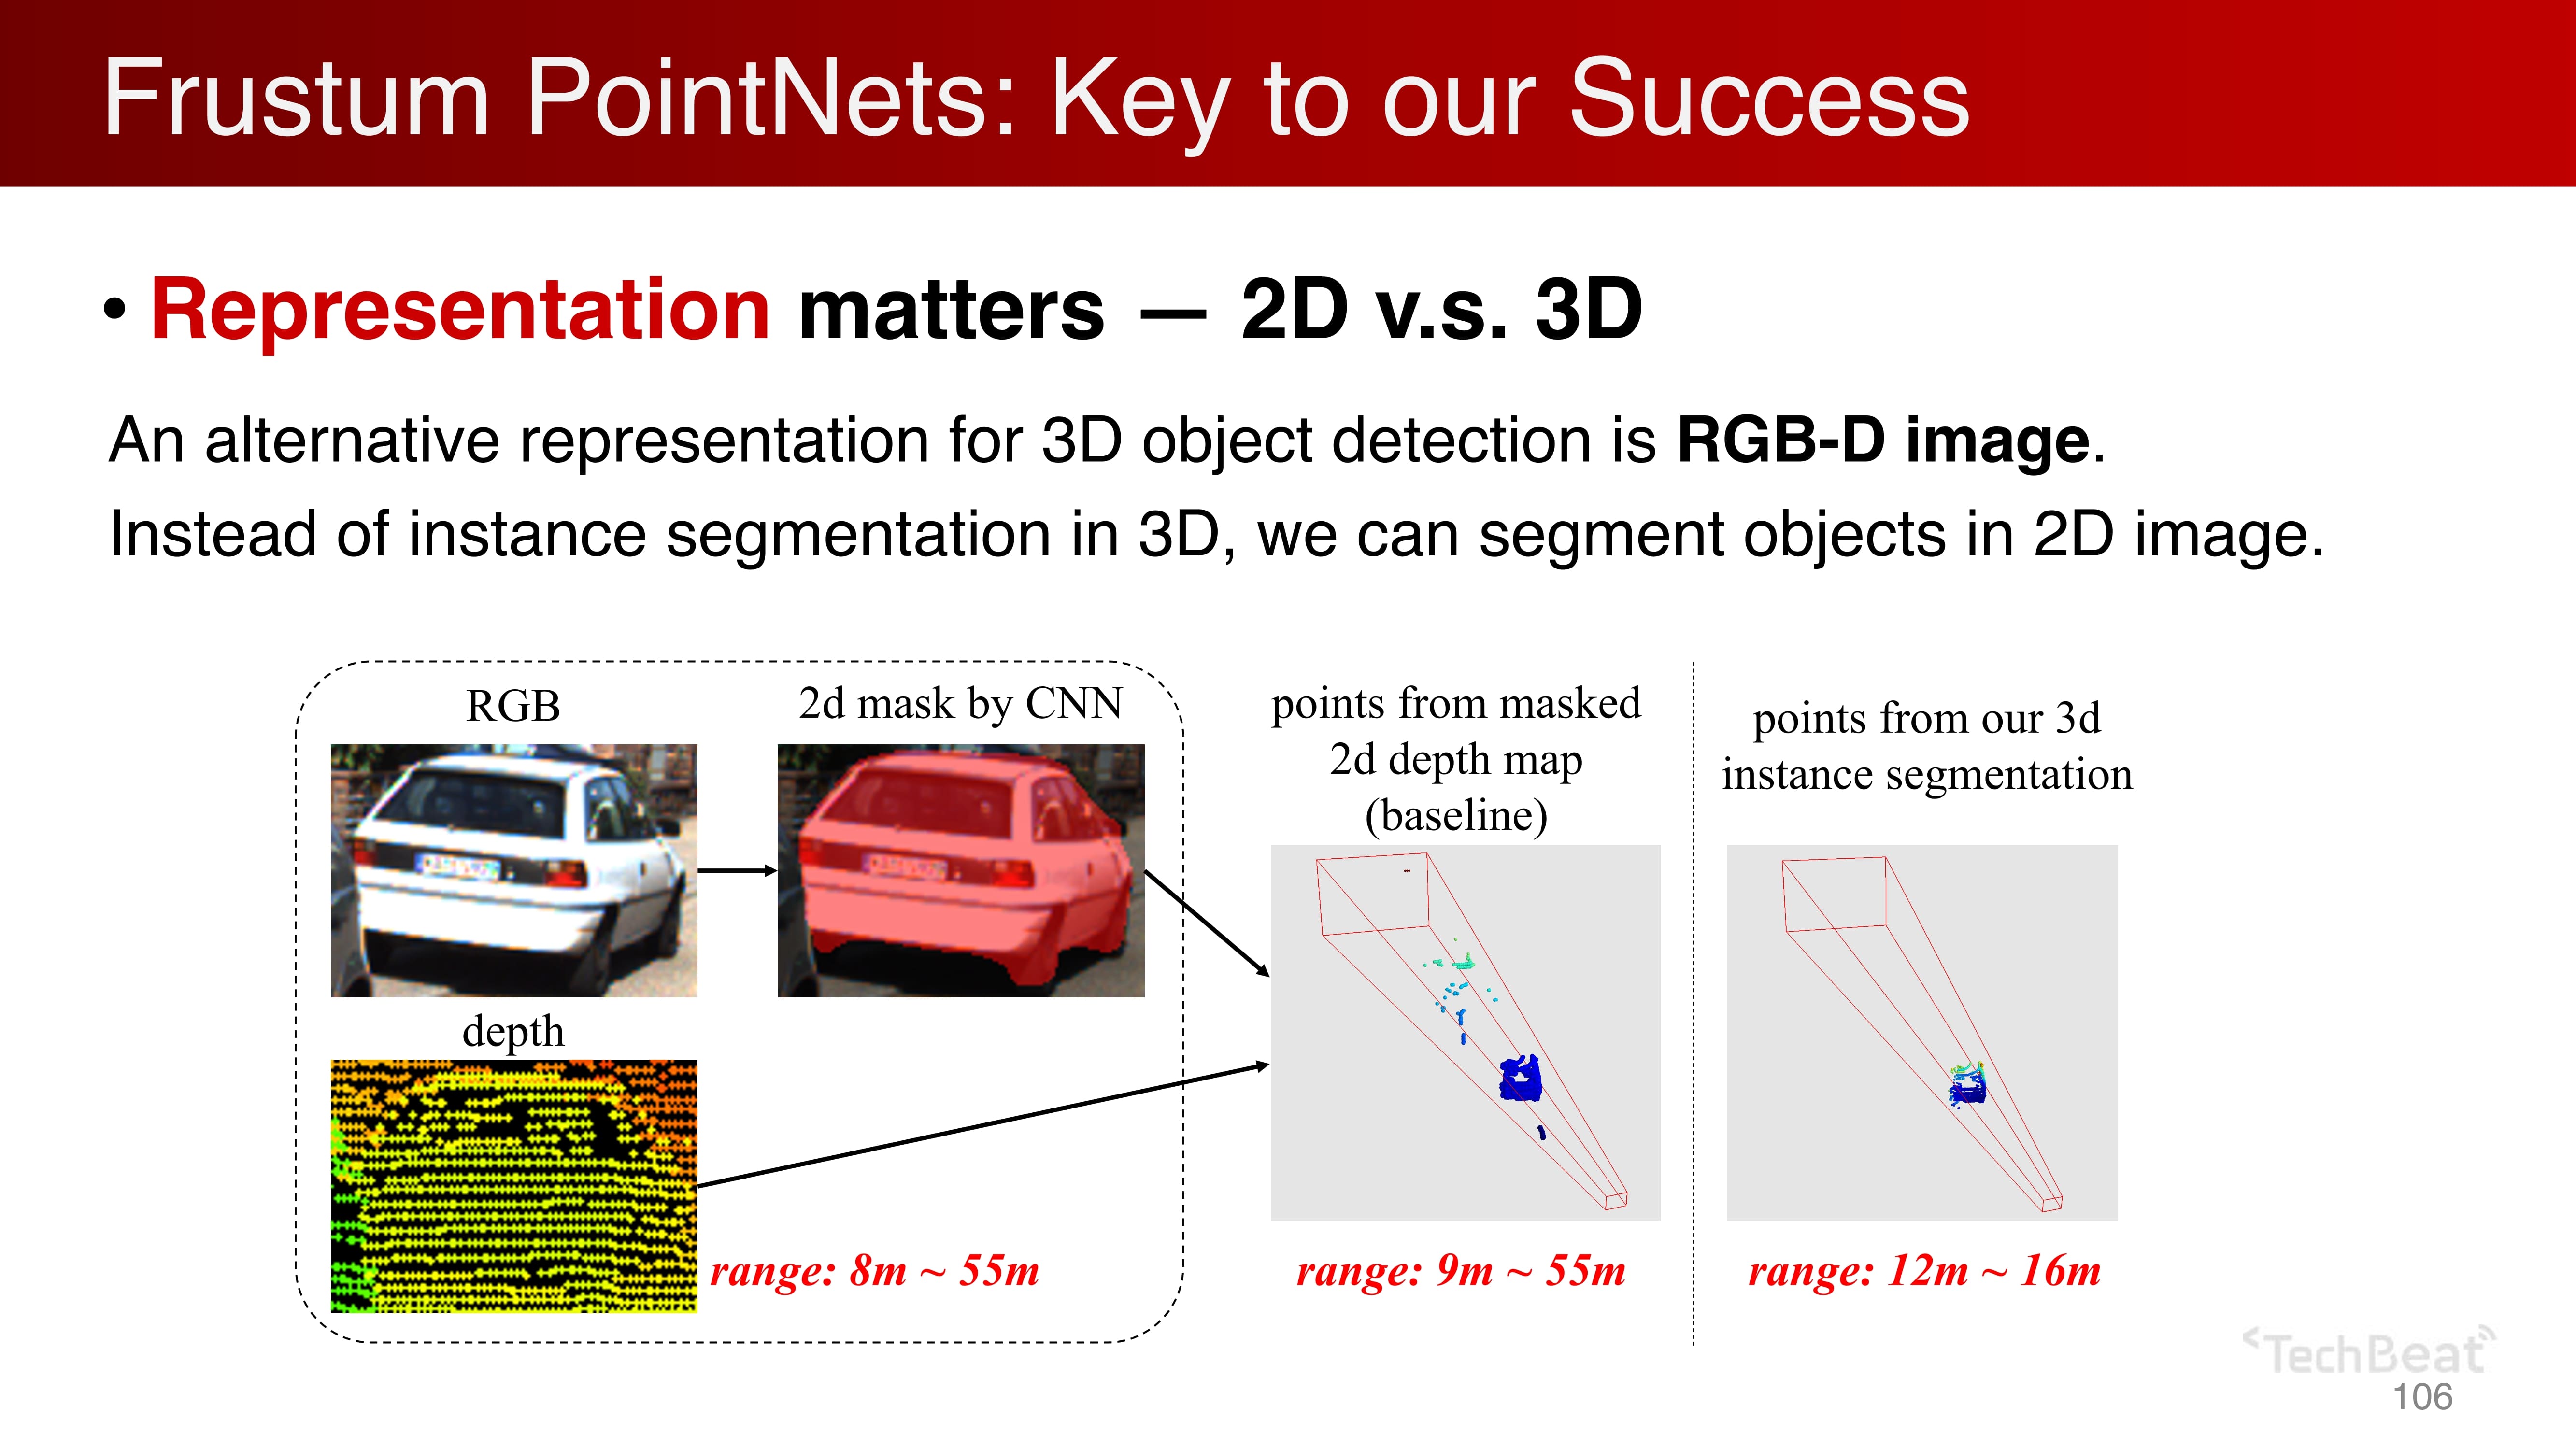 Frustum PointNets: Key to our Success
• Representation matters — 2D v.s. 3D
An alternative representation for 3D object detection is RGB-D image.
Instead of instance segmentation in 3D, we can segment objects in 2D image.
RGB
2d mask by CNN
depth
range: 8m ~ 55m
points from masked
2d depth map
(baseline)
range: 9m ~ 55m
points from our 3d
instance segmentation
range: 12m ~ 16m
TechBeat
106